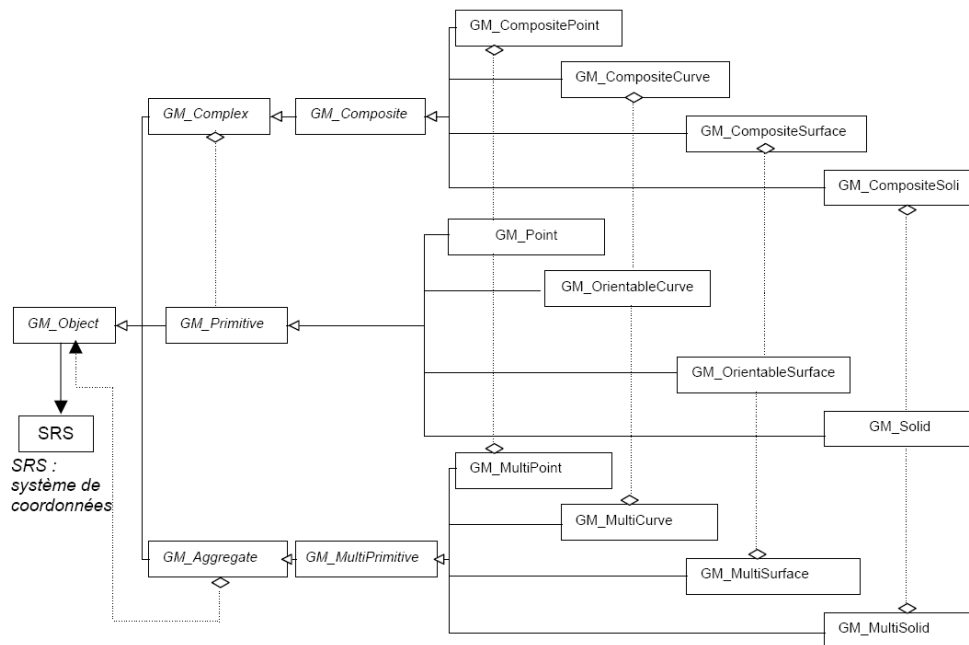 GM_CompositePoint
GM_CompositeCurve
GM_Complex
GM_Composite
GM_CompositeSurface
GM_CompositeSoli
GM_Point
GM_OrientableCurve
GM_Object
GM_Primitive
GM_OrientableSurface
SRS
GM_Solid
SRS :
système de
coordonnées
GM_MultiPoint
GM_MultiCurve
GM_Aggregate
GM_MultiPrimitive
GM_MultiSurface
GM_MultiSolid